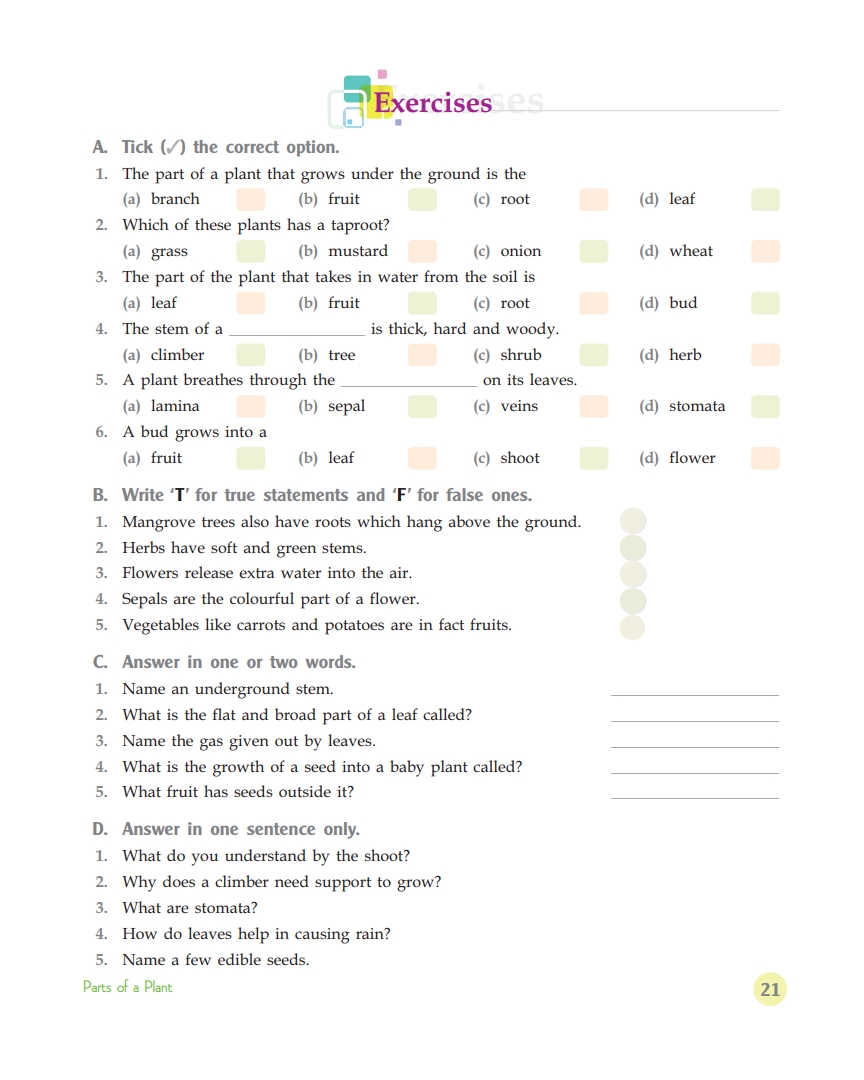 Exercises
A. Tick (✓) the correct option.
1. The part of a plant that grows under the ground is the
(a) branch (b) fruit (c) root (d) leaf
2. Which of these plants has a taproot?
(a) grass (b) mustard (c) onion (d) wheat
3. The part of the plant that takes in water from the soil is
(a) leaf (b) fruit (c) root (d) bud
4. The stem of a ________________ is thick, hard and woody.
(a) climber (b) tree (c) shrub (d) herb
5. A plant breathes through the ________________ on its leaves.
(a) lamina (b) sepal (c) veins (d) stomata
6. A bud grows into a
(a) fruit (b) leaf (c) shoot (d) flower
B. Write ‘T’ for true statements and ‘F’ for false ones.
1. Mangrove trees also have roots which hang above the ground.
2. Herbs have soft and green stems.
3. Flowers release extra water into the air.
4. Sepals are the colourful part of a flower.
5. Vegetables like carrots and potatoes are in fact fruits.
C. Answer in one or two words.
1. Name an underground stem. ____________________
2. What is the flat and broad part of a leaf called? ____________________
3. Name the gas given out by leaves. ____________________
4. What is the growth of a seed into a baby plant called? ____________________
5. What fruit has seeds outside it? ____________________
D. Answer in one sentence only.
1. What do you understand by the shoot?
2. Why does a climber need support to grow?
3. What are stomata?
4. How do leaves help in causing rain?
5. Name a few edible seeds.
Parts of a Plant 21